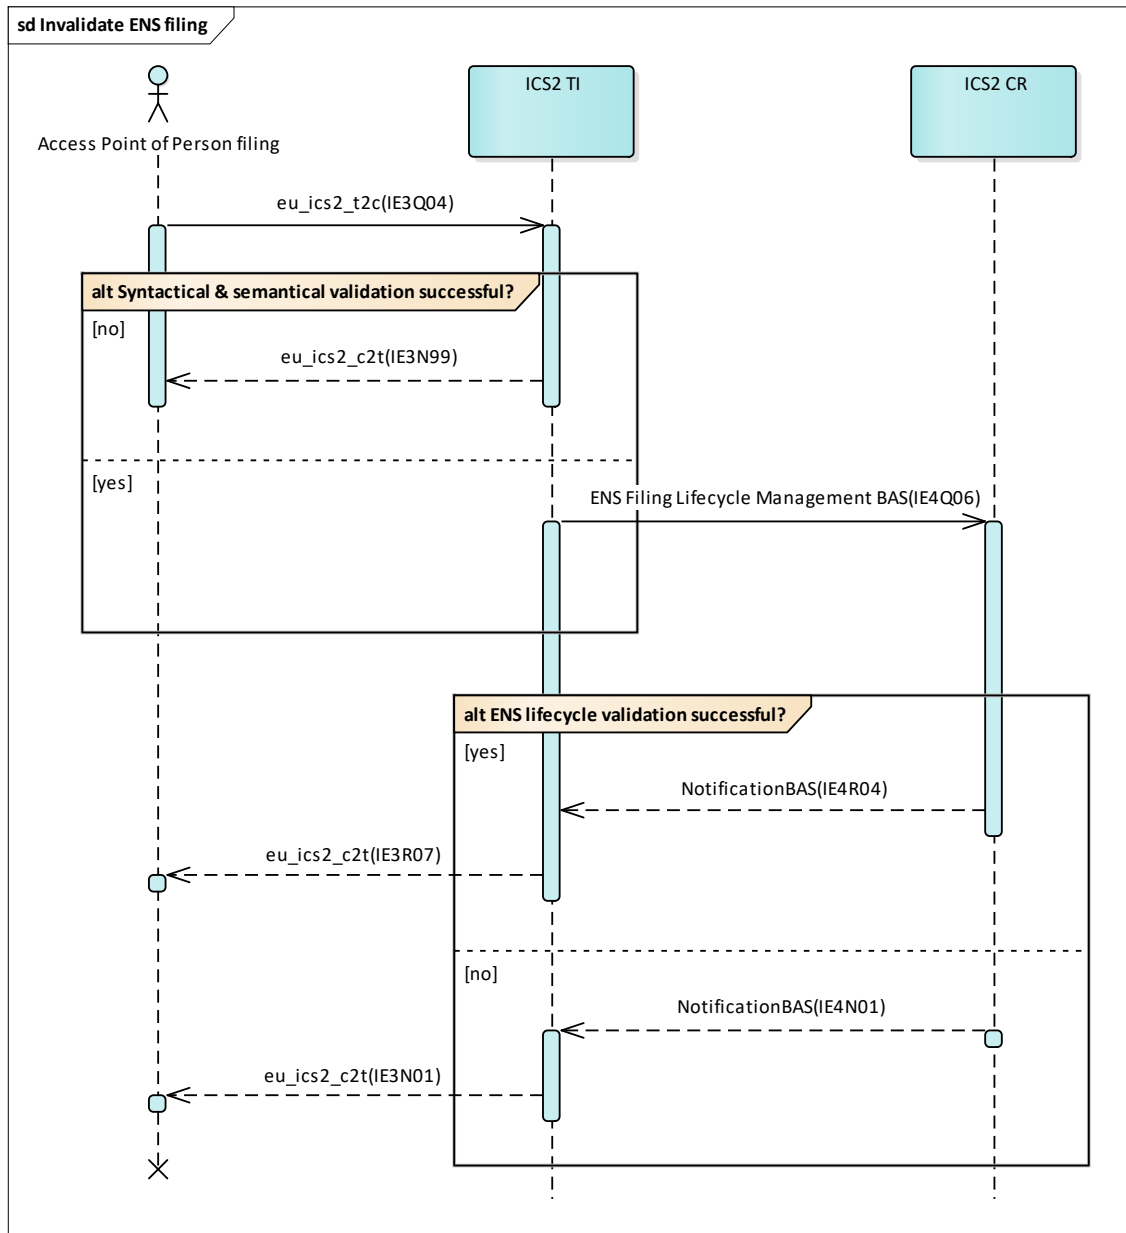 sd Invalidate ENS filing
ICS2 TI
ICS2 CR
Access Point of Person filing
eu_ics2_t2c(IE3Q04)
alt Syntactical & semantical validation successful?
[no]
eu_ics2_c2t(IE3N99)
[yes]
ENS Filing Lifecycle Management BAS(IE4Q06)
alt ENS lifecycle validation successful?
[yes]
NotificationBAS(IE4R04)
eu_ics2_c2t(IE3R07)
[no]
NotificationBAS(IE4N01)
eu_ics2_c2t(IE3N01)